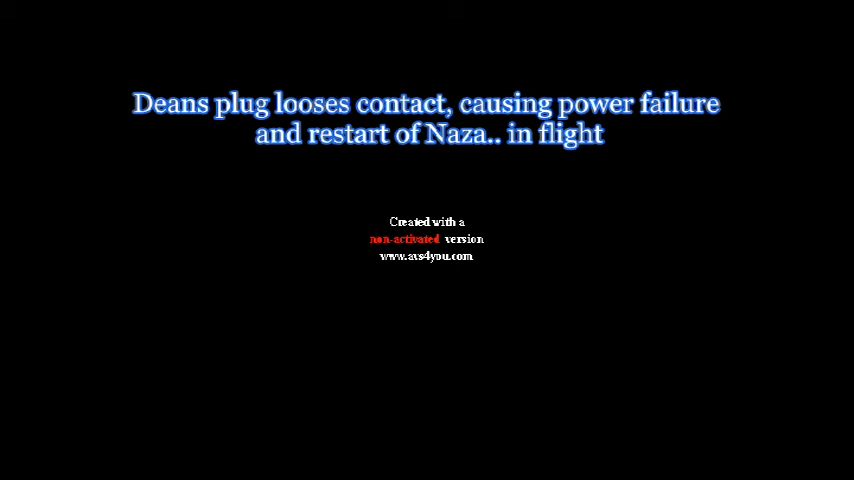 Deans plug looses contact, causing power failure
and restart of Naza.. in flight
Created with a
non-activated version
www.avs4you.com